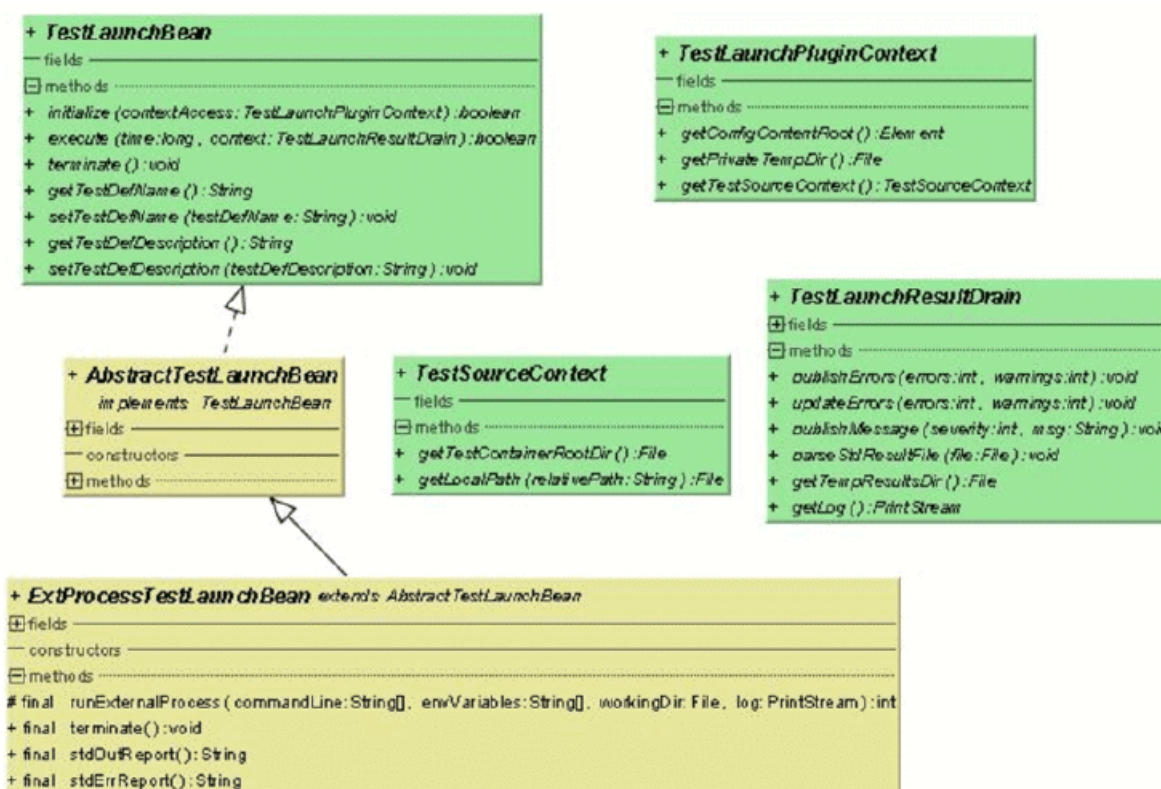 + TestLaunchBean
fields
methods
+ initialize (contextAccess: TestLaunchPluginContext) :boolean
+ execute (time:long, context: TestLaunchResultDrain) :boolean
+ terminate () :void
+ getTestDefName () : String
+ setTestDefName (testDefName: String) : void
+ getTestDefDescription () : String
+ setTestDefDescription (testDefDescription: String) : void
+ TestLaunchPluginContext
fields
methods
+ getConfigContentRoot () : Element
+ getPrivateTempDir () : File
+ getTestSourceContext () : TestSourceContext
+ TestLaunchResultDrain
fields
methods
+ publishErrors (errors:int, warnings:int) :void
+ updateErrors (errors:int, warnings:int) :void
+ publishMessage (severity:int, msg: String) : void
+ parseStdResultFile (file: File) : void
+ getTempResultsDir () : File
+ getLog () : PrintStream
+ AbstractTestLaunchBean
implements TestLaunchBean
fields
constructors
methods
+ TestSourceContext
fields
methods
+ getTestContainerRootDir () : File
+ getLocalPath (relativePath: String) : File
+ ExtProcessTestLaunchBean extends AbstractTestLaunchBean
fields
constructors
methods
# final runExternalProcess ( commandLine: String[], envVariables: String[], workingDir: File, log: PrintStream) : int
+ final terminate() : void
+ final stdOutReport() : String
+ final stdErrReport() : String